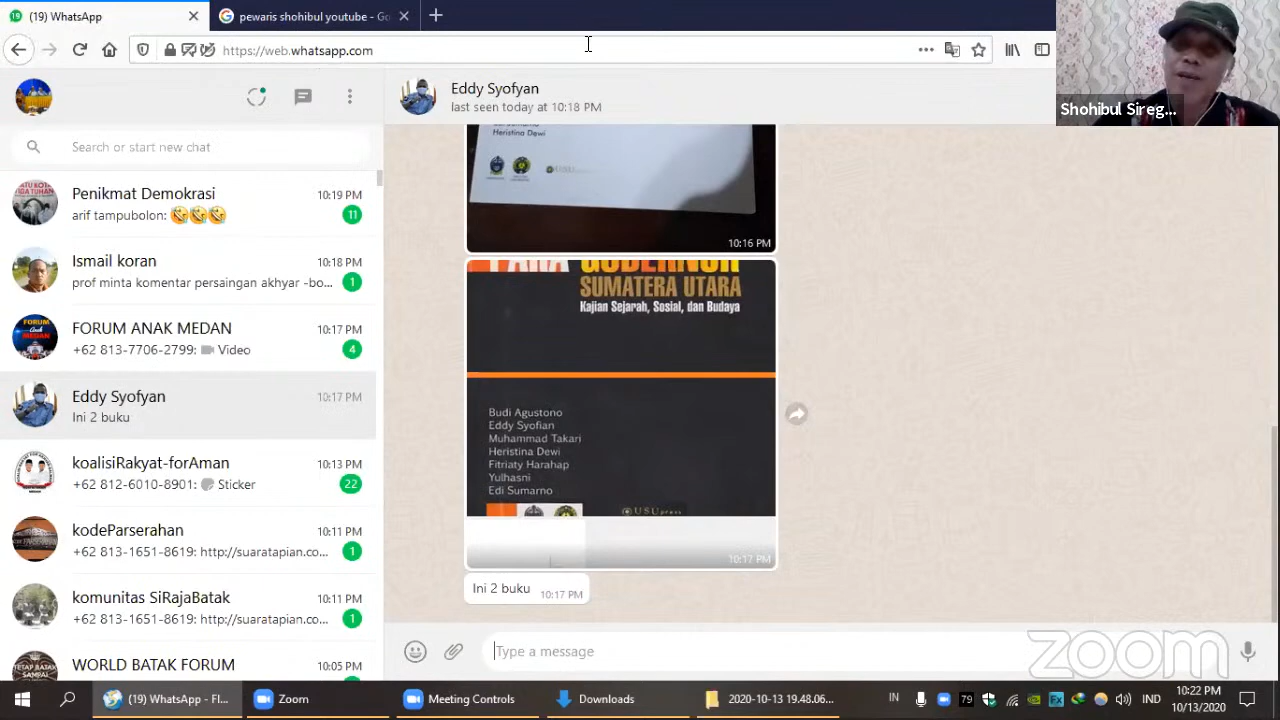 (19) WhatsApp
pewaris shohibul youtube - Go
https://web.whatsapp.com
Shohibul Sireg...
Eddy Syofyan
last seen today at 10:18 PM
Search or start new chat
Penikmat Demokrasi 10:19 PM
arif tampubolon: 🤣🤣🤣 11
Ismail koran 10:18 PM
prof minta komentar persaingan akhyar -bo... 1
FORUM ANAK MEDAN 10:17 PM
+62 813-7706-2799: Video 4
Eddy Syofyan 10:17 PM
Ini 2 buku
koalisiRakyat-forAman 10:13 PM
+62 812-6010-8901: Sticker 22
kodeParserahan 10:11 PM
+62 813-1651-8619: http://suaratapian.co... 1
komunitas SiRajaBatak 10:11 PM
+62 813-1651-8619: http://suaratapian.co... 1
WORLD BATAK FORUM 10:05 PM
Heristina Dewi
10:16 PM
PARA GUBERNUR
SUMATERA UTARA
Kajian Sejarah, Sosial, dan Budaya
Budi Agustono
Eddy Syofian
Muhammad Takari
Heristina Dewi
Fitriaty Harahap
Yulhasni
Edi Sumarno
USU press
10:17 PM
Ini 2 buku 10:17 PM
Type a message
zoom
(19) WhatsApp - Fi...
Zoom
Meeting Controls
Downloads
2020-10-13 19.48.06...
IN
79
IND
10:22 PM
10/13/2020